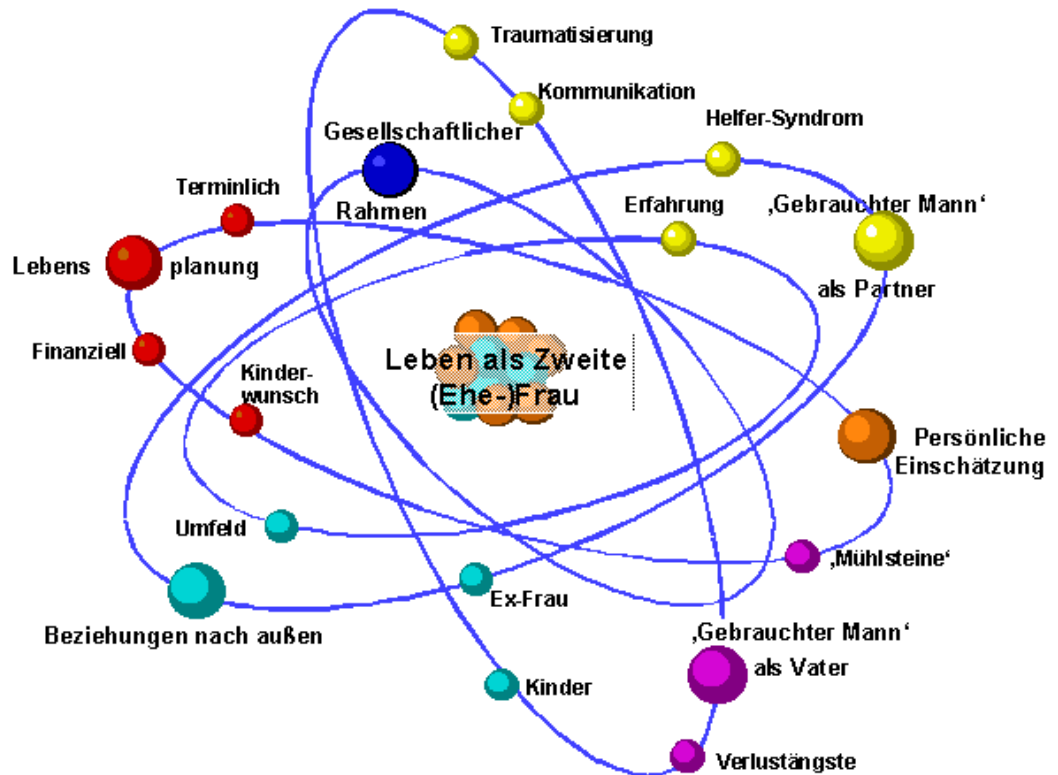 Traumatisierung
Kommunikation
Helfer-Syndrom
Gesellschaftlicher
Rahmen
Terminlich
Erfahrung
‚Gebrauchter Mann‘
als Partner
Lebens planung
Finanziell
Kinder-
wunsch
Leben als Zweite
(Ehe-)Frau
Persönliche
Einschätzung
Umfeld
‚Mühlsteine‘
Ex-Frau
Beziehungen nach außen
‚Gebrauchter Mann‘
als Vater
Kinder
Verlustängste